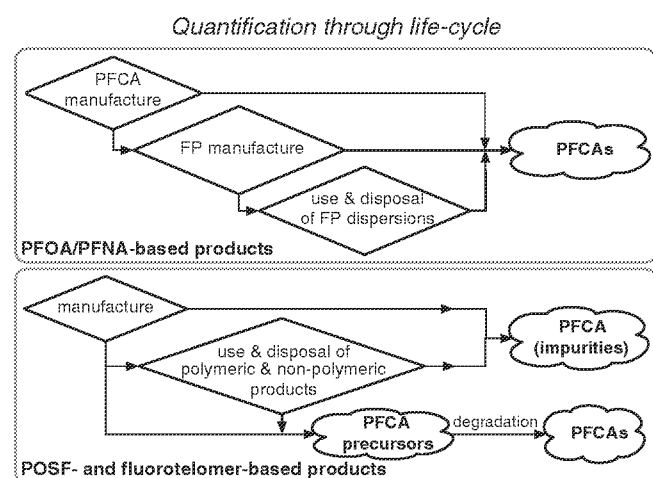 Quantification through life-cycle
PFCA
manufacture
FP manufacture
PFCAs
use & disposal
of FP dispersions
PFOA/PFNA-based products
manufacture
PFCA
(impurities)
use & disposal of
polymeric & non-polymeric
products
PFCA
precursors
degradation
PFCAs
POSF- and fluorotelomer-based products